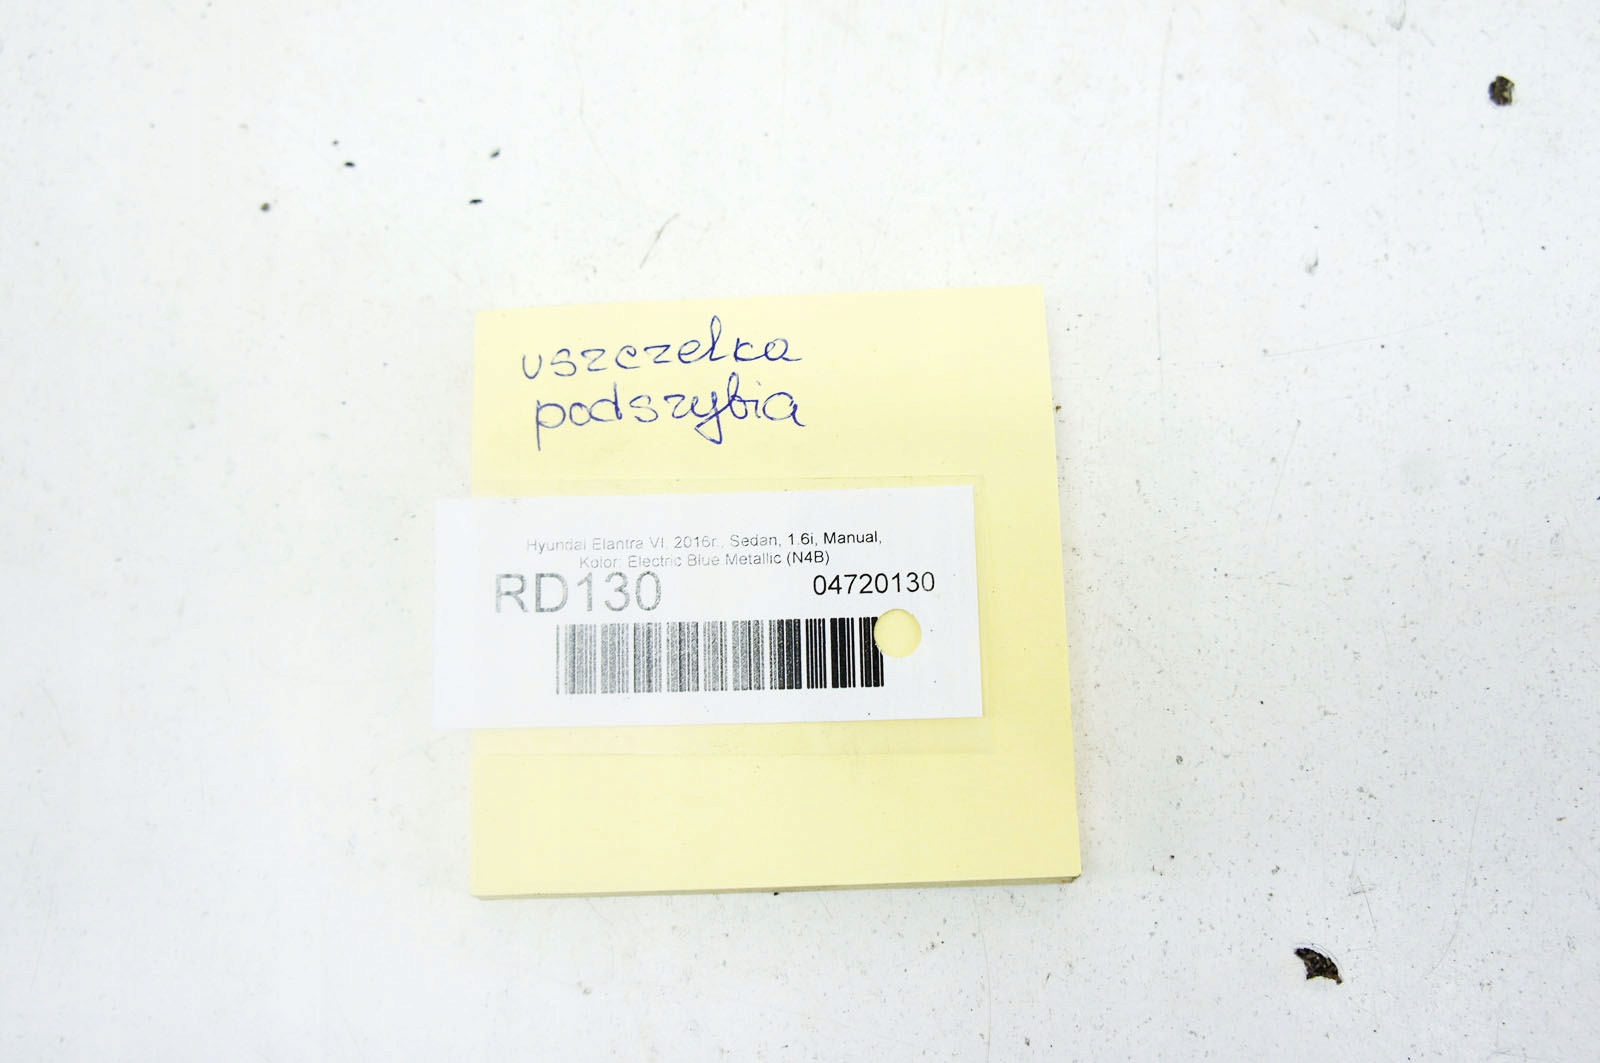 uszczelka
podszybia
Hyundai Elantra VI, 2016r., Sedan, 1.6i, Manual,
Kolor: Electric Blue Metallic (N4B)
RD130 04720130